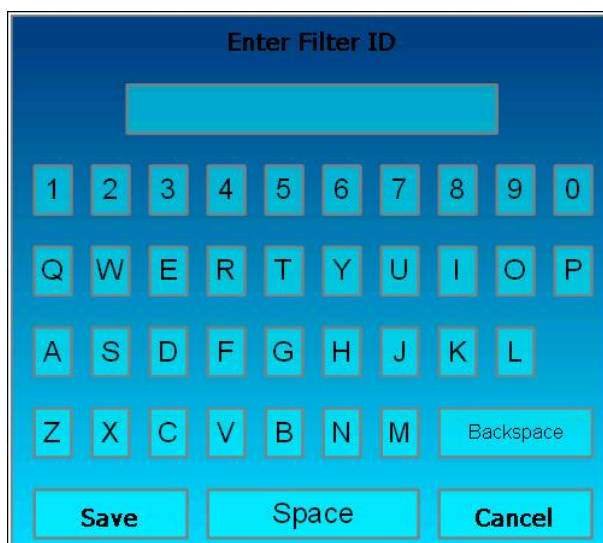 Enter Filter ID
1 2 3 4 5 6 7 8 9 0
Q W E R T Y U I O P
A S D F G H J K L
Z X C V B N M Backspace
Save Space Cancel